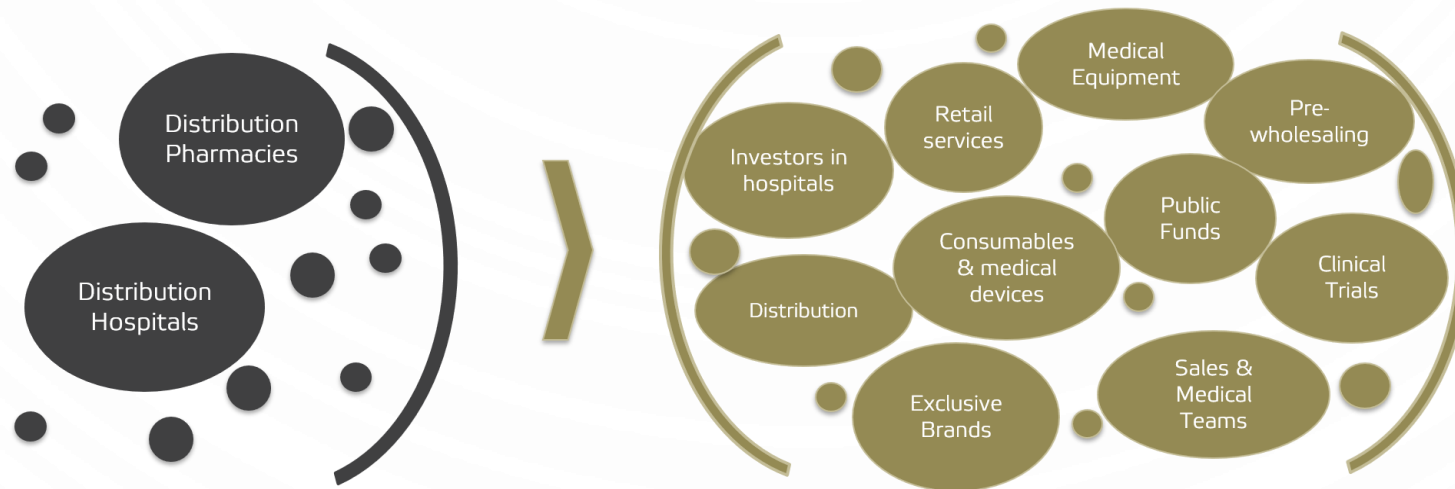 Distribution
Pharmacies
Distribution
Hospitals
Medical
Equipment
Retail
services
Pre-
wholesaling
Investors in
hospitals
Public
Funds
Consumables
& medical
devices
Clinical
Trials
Distribution
Sales &
Medical
Teams
Exclusive
Brands